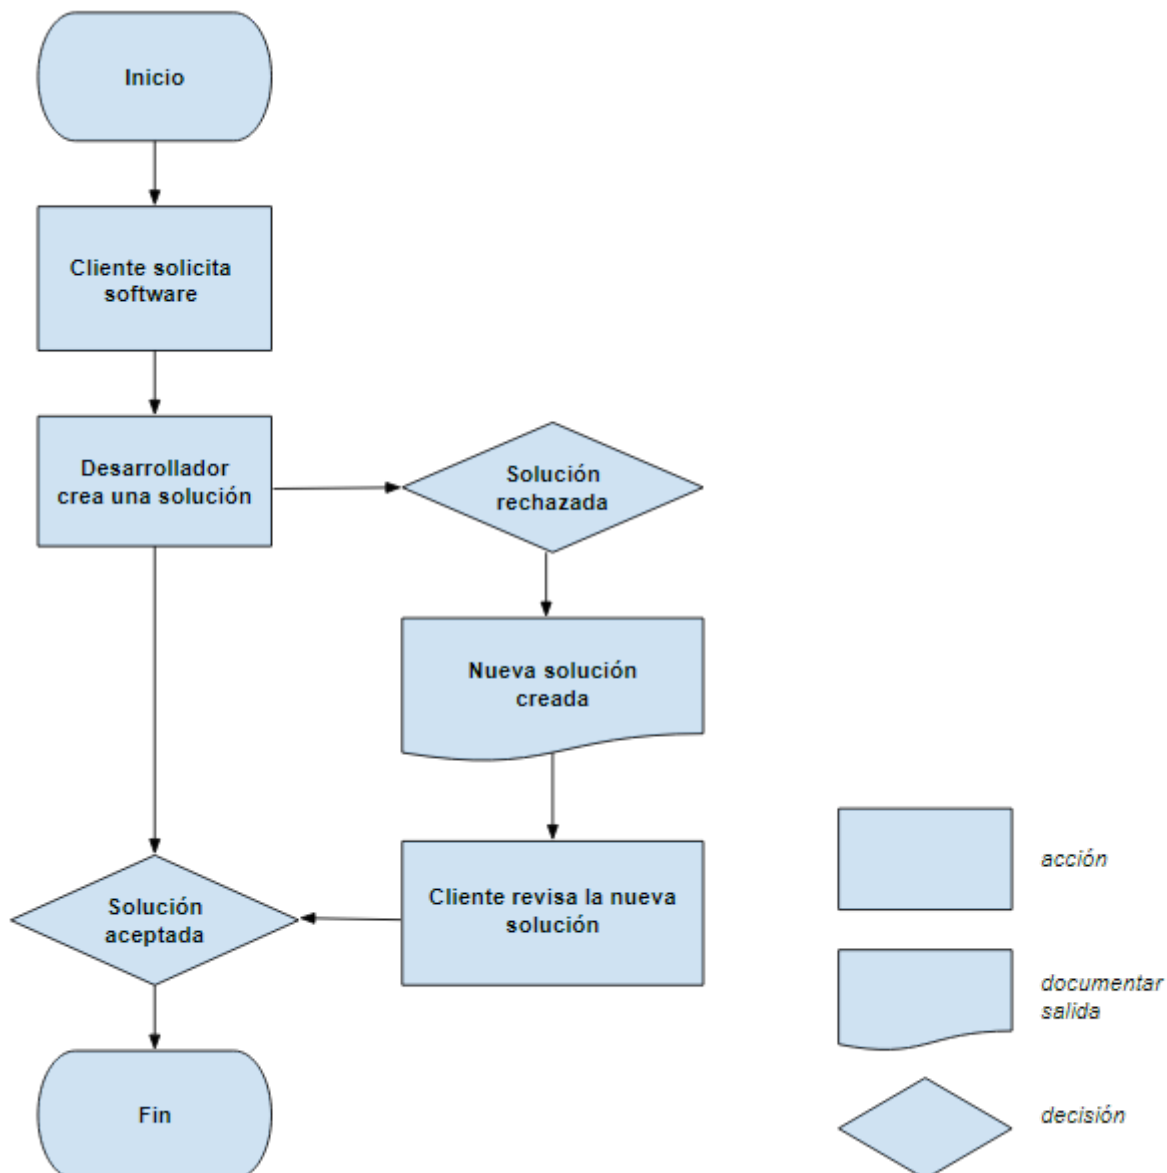 Inicio
Cliente solicita
software
Desarrollador
crea una solución
Solución
rechazada
Nueva solución
creada
Cliente revisa la nueva
solución
Solución
aceptada
Fin
acción
documentar
salida
decisión